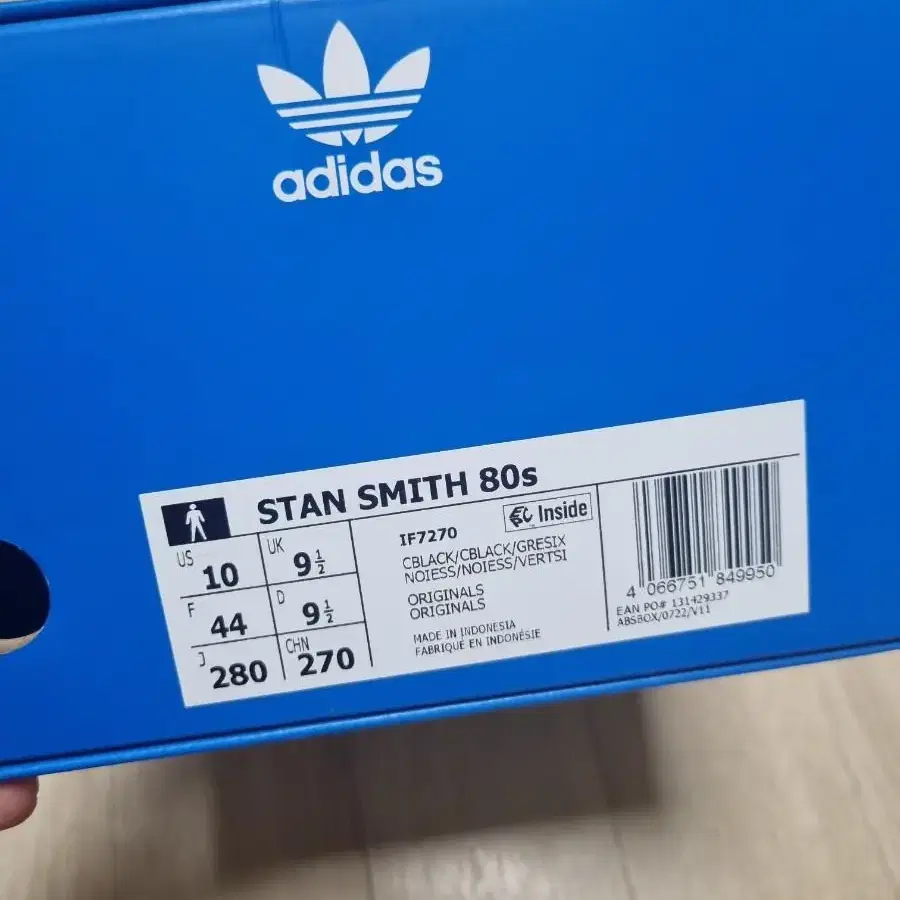 adidas
STAN SMITH 80s
US 10 UK 9 1/2
F 44 D 9 1/2
J 280 CHN 270
IF7270
Inside
CBLACK/CBLACK/GRESIX
NOIESS/NOIESS/VERTSI
ORIGINALS
ORIGINALS
MADE IN INDONESIA
FABRIQUÉ EN INDONÉSIE
4 066751 849950
EAN PO# 131429337
ABSBOX/0722/V11